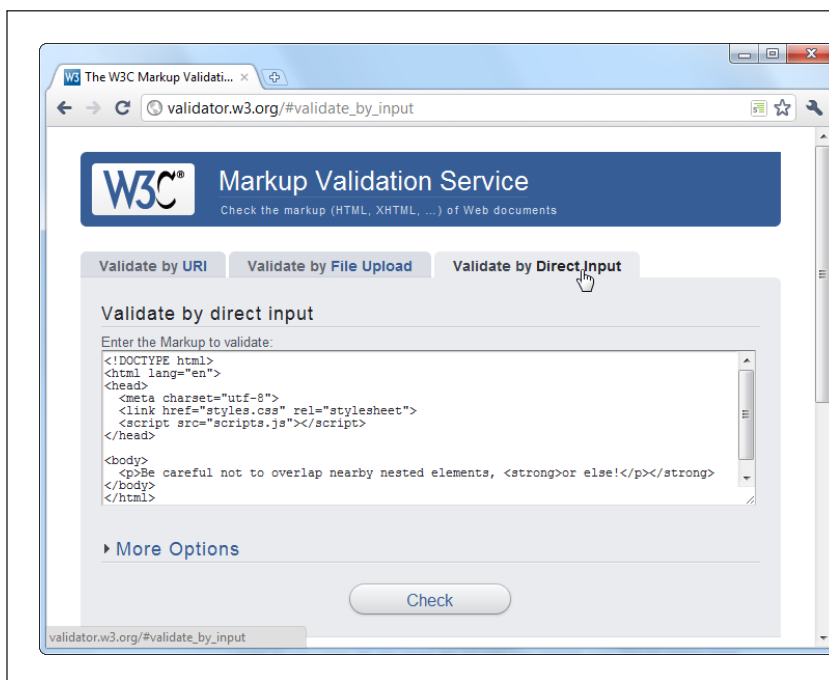 The W3C Markup Validati...
validator.w3.org/#validate_by_input
W3C® Markup Validation Service
Check the markup (HTML, XHTML, ...) of Web documents
Validate by URI Validate by File Upload Validate by Direct Input
Validate by direct input
Enter the Markup to validate:
<!DOCTYPE html>
<html lang="en">
<head>
  <meta charset="utf-8">
  <link href="styles.css" rel="stylesheet">
  <script src="scripts.js"></script>
</head>

<body>
  <p>Be careful not to overlap nearby nested elements, <strong>or else!</p></strong>
</body>
</html>
More Options
Check
validator.w3.org/#validate_by_input